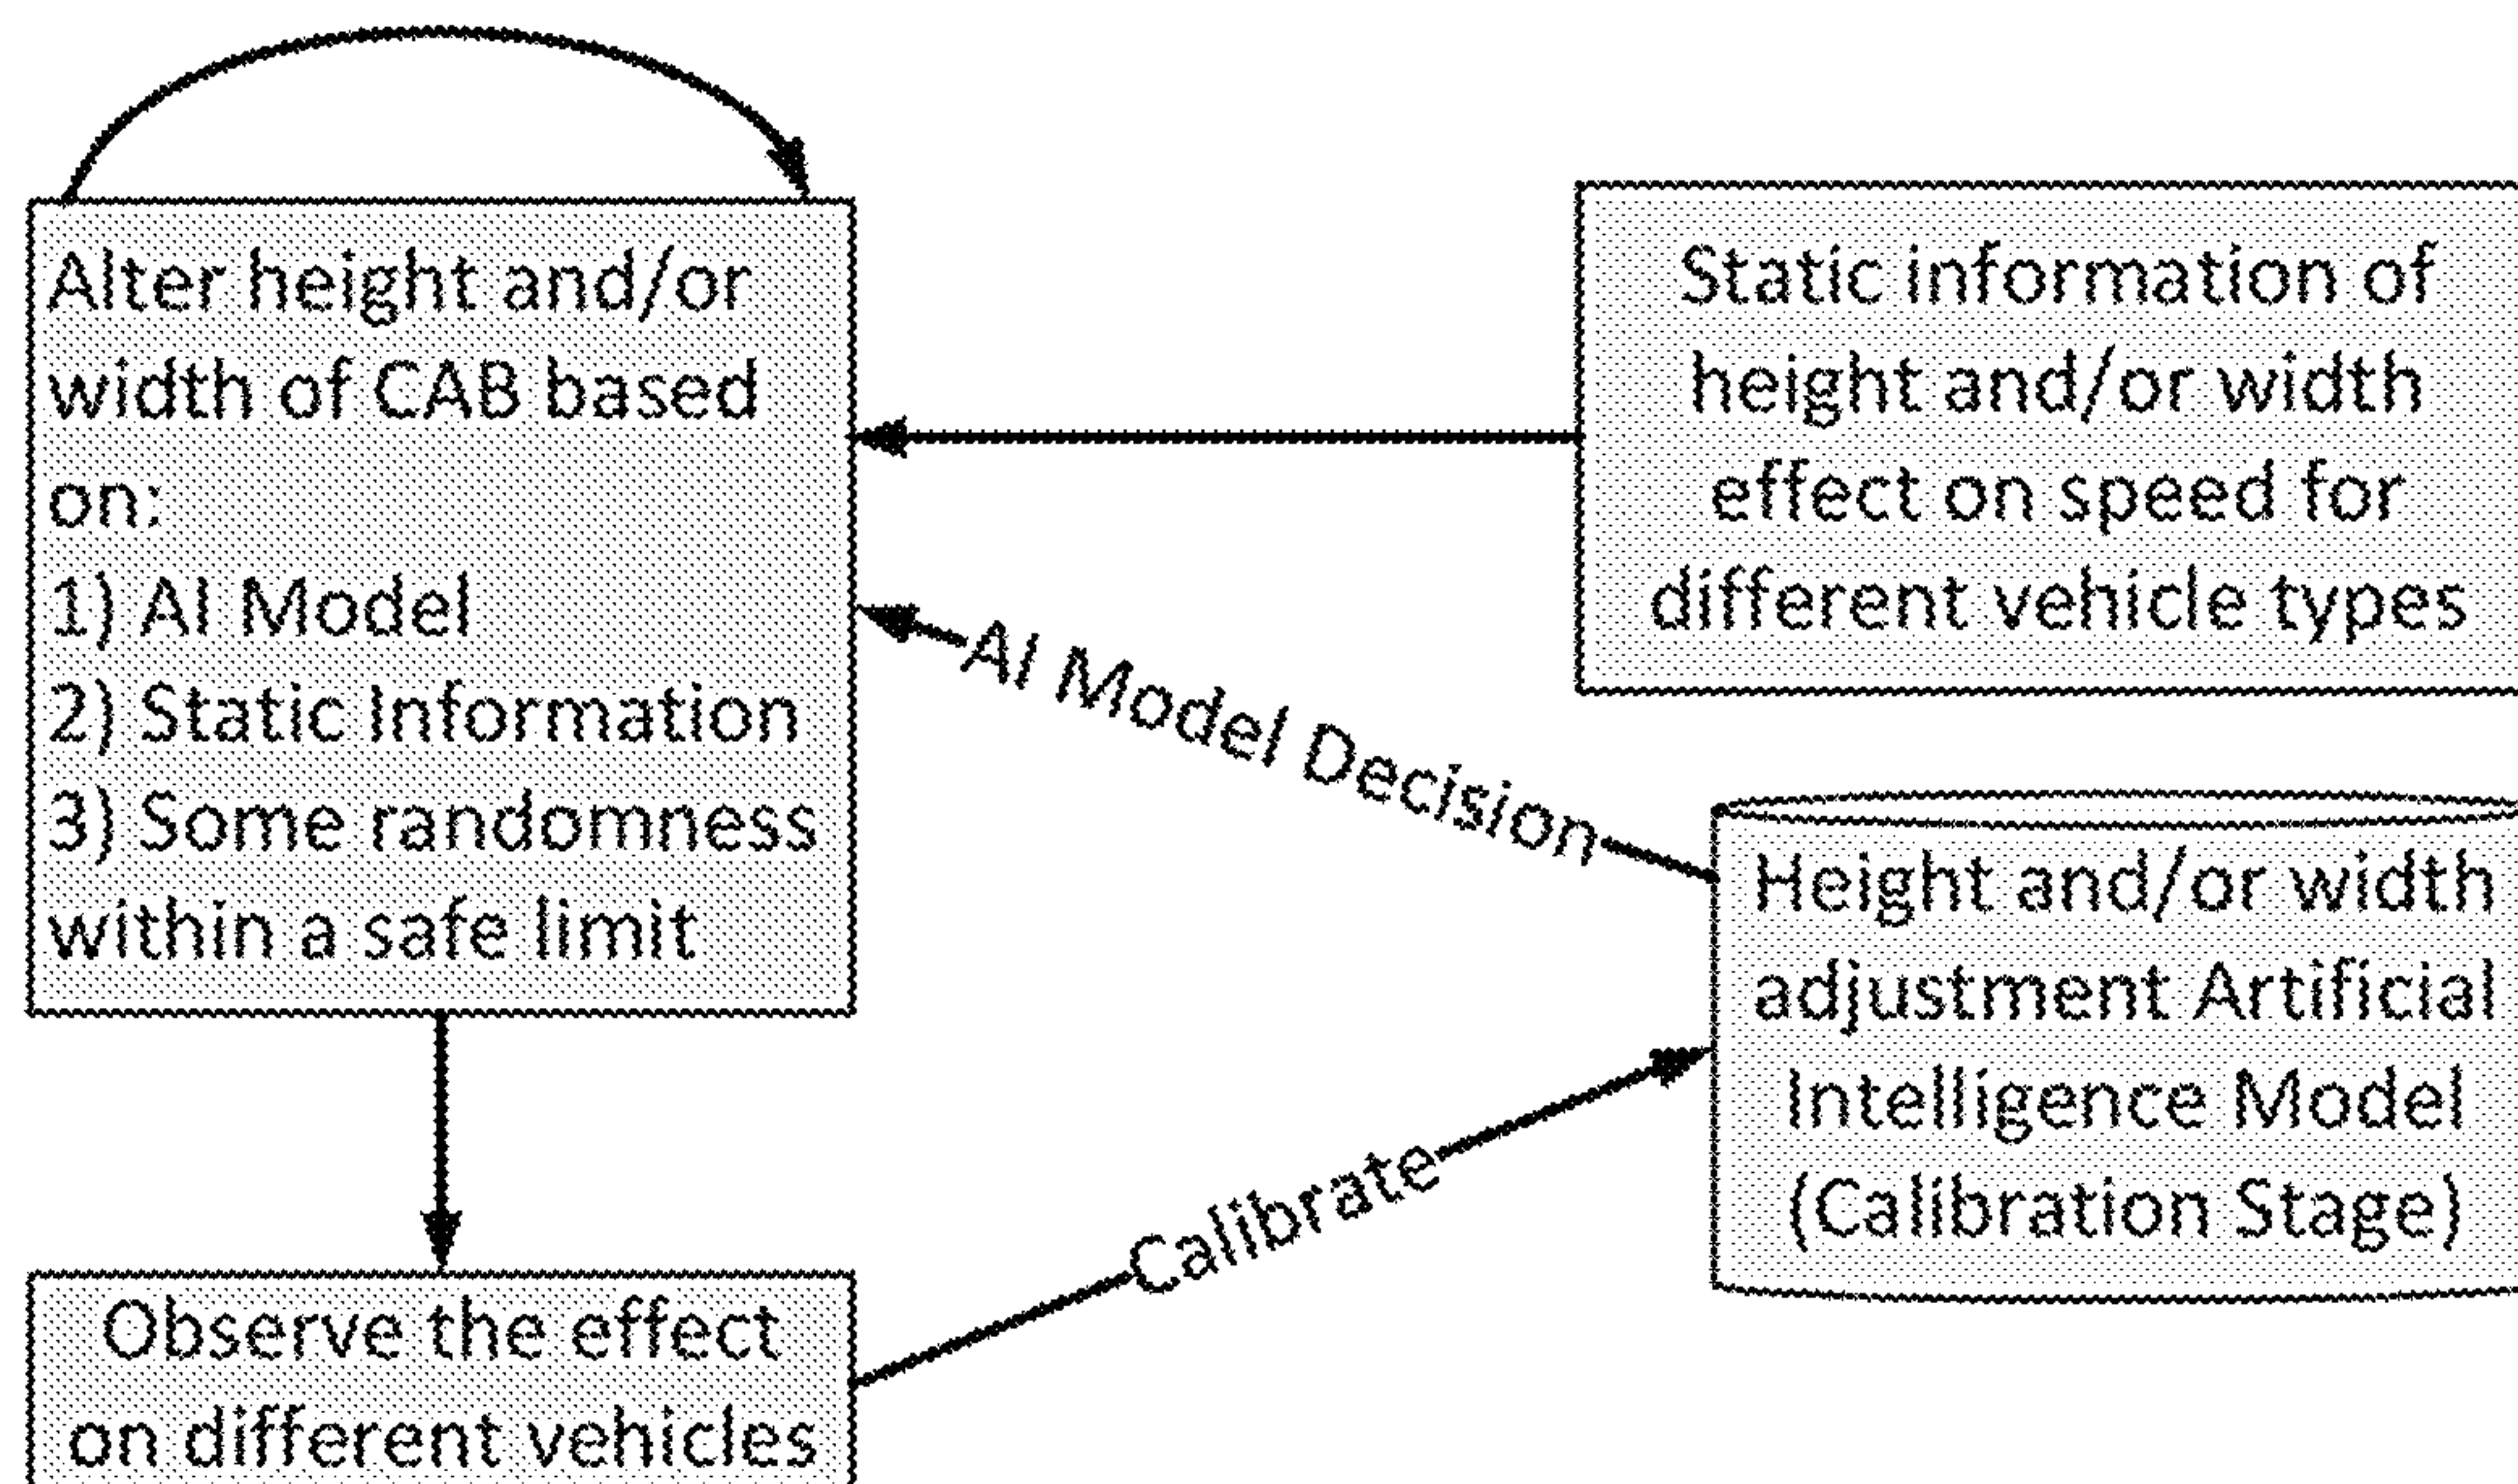 Alter height and/or
width of CAB based
on:
1) AI Model
2) Static Information
3) Some randomness
within a safe limit
Static information of
height and/or width
effect on speed for
different vehicle types
AI Model Decision
Height and/or width
adjustment Artificial
Intelligence Model
(Calibration Stage)
Calibrate
Observe the effect
on different vehicles